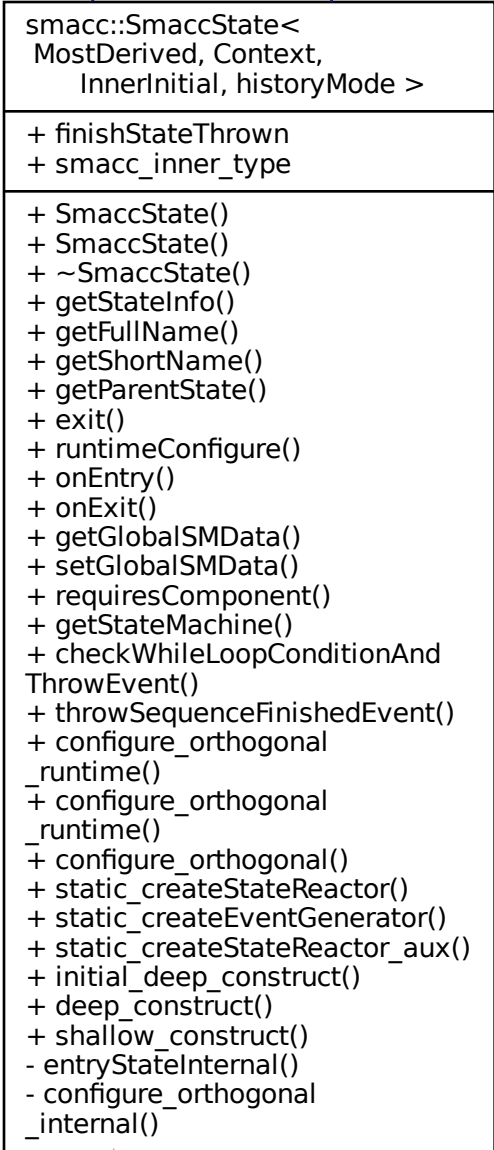 smacc::SmaccState<
MostDerived, Context,
InnerInitial, historyMode >
+ finishStateThrown
+ smacc_inner_type
+ SmaccState()
+ SmaccState()
+ ~SmaccState()
+ getStateInfo()
+ getFullName()
+ getShortName()
+ getParentState()
+ exit()
+ runtimeConfigure()
+ onEntry()
+ onExit()
+ getGlobalSMData()
+ setGlobalSMData()
+ requiresComponent()
+ getStateMachine()
+ checkWhileLoopConditionAnd
ThrowEvent()
+ throwSequenceFinishedEvent()
+ configure_orthogonal
_runtime()
+ configure_orthogonal
_runtime()
+ configure_orthogonal()
+ static_createStateReactor()
+ static_createEventGenerator()
+ static_createStateReactor_aux()
+ initial_deep_construct()
+ deep_construct()
+ shallow_construct()
- entryStateInternal()
- configure_orthogonal
_internal()